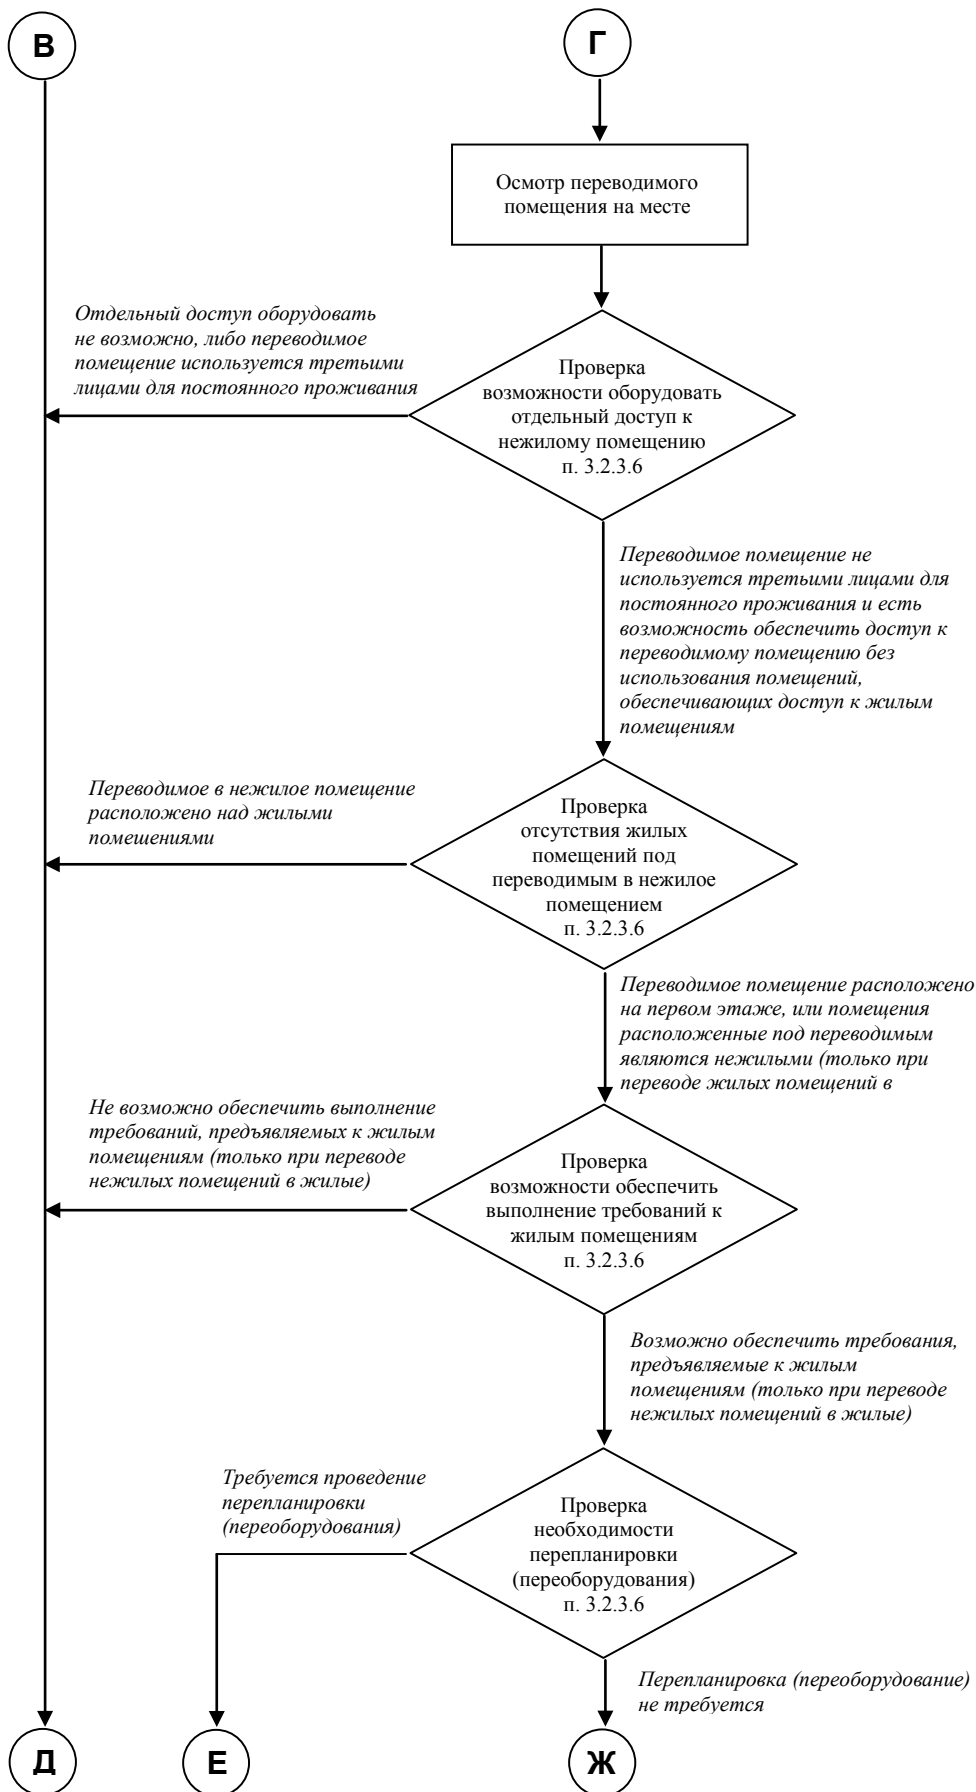 В
Г
Осмотр переводимого
помещения на месте
Отдельный доступ оборудовать
не возможно, либо переводимое
помещение используется третьими
лицами для постоянного проживания
Проверка
возможности оборудовать
отдельный доступ к
нежилому помещению
п. 3.2.3.6
Переводимое помещение не
используется третьими лицами для
постоянного проживания и есть
возможность обеспечить доступ к
переводимому помещению без
использования помещений,
обеспечивающих доступ к жилым
помещениям
Переводимое в нежилое помещение
расположено над жилыми
помещениями
Проверка
отсутствия жилых
помещений под
переводимым в нежилое
помещением
п. 3.2.3.6
Переводимое помещение расположено
на первом этаже, или помещения
расположенные под переводимым
являются нежилыми (только при
переводе жилых помещений в
Не возможно обеспечить выполнение
требований, предъявляемых к жилым
помещениям (только при переводе
нежилых помещений в жилые)
Проверка
возможности обеспечить
выполнение требований к
жилым помещениям
п. 3.2.3.6
Возможно обеспечить требования,
предъявляемые к жилым
помещениям (только при переводе
нежилых помещений в жилые)
Требуется проведение
перепланировки
(переоборудования)
Проверка
необходимости
перепланировки
(переоборудования)
п. 3.2.3.6
Перепланировка (переоборудование)
не требуется
Д
Е
Ж